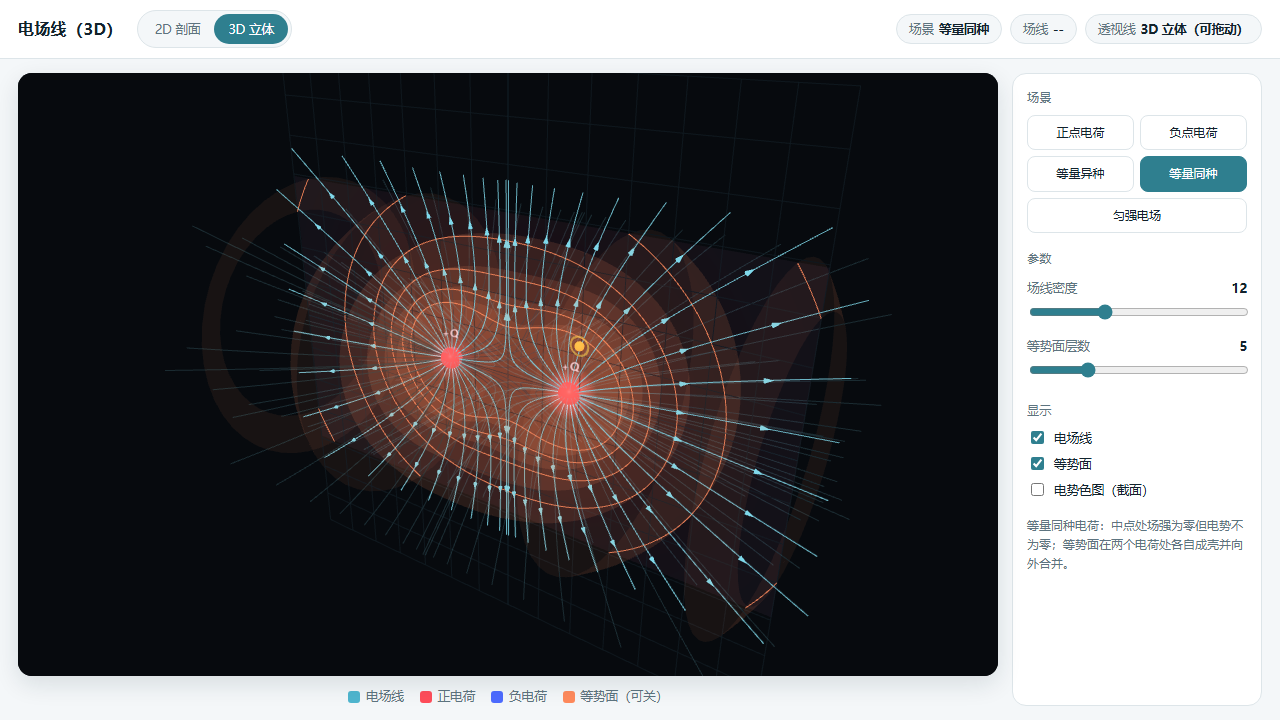 电场线（3D）
2D 剖面
3D 立体
场景 等量同种
场线 --
透视线 3D 立体（可拖动）
+Q
+Q
场景
正点电荷
负点电荷
等量异种
等量同种
匀强电场
参数
场线密度 12
等势面层数 5
显示
电场线
等势面
电势色图（截面）
等量同种电荷：中点处场强为零但电势不
为零；等势面在两个电荷处各自成壳并向
外合并。
电场线
正电荷
负电荷
等势面（可关）